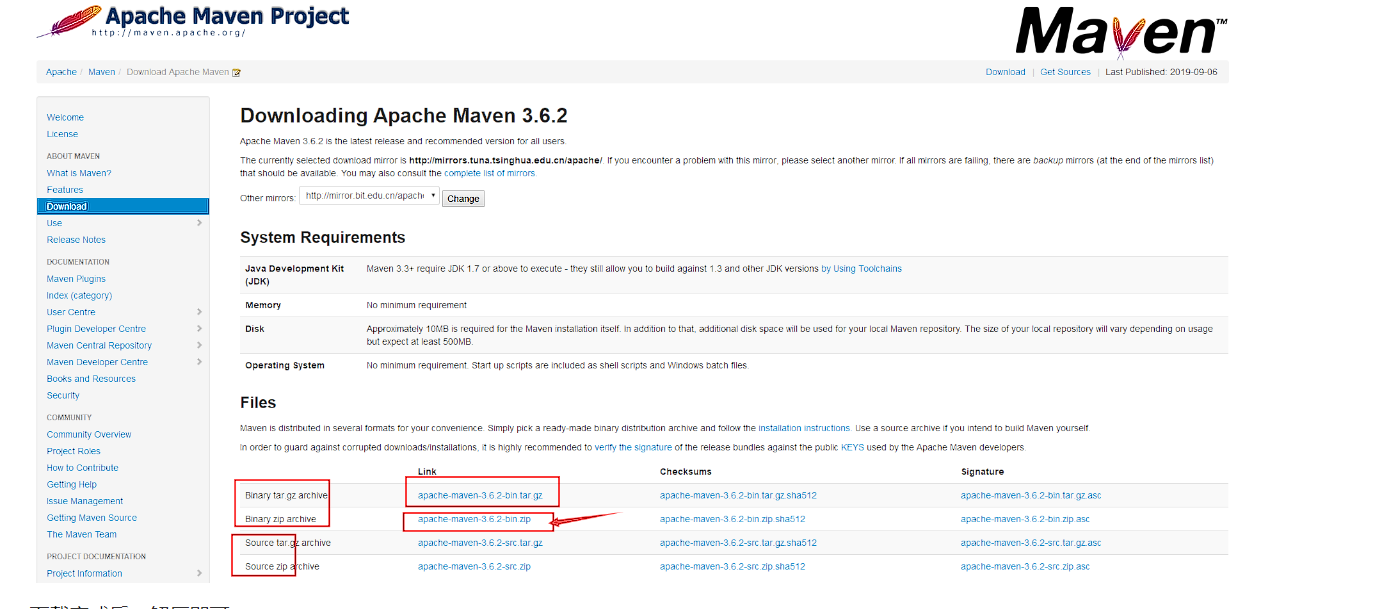 Apache Maven Project
http://maven.apache.org/
Maven™
Apache / Maven / Download Apache Maven
Download | Get Sources | Last Published: 2019-09-06
Welcome
License
ABOUT MAVEN
What is Maven?
Features
Download
Use
Release Notes
DOCUMENTATION
Maven Plugins
Index (category)
User Centre
Plugin Developer Centre
Maven Central Repository
Maven Developer Centre
Books and Resources
Security
COMMUNITY
Community Overview
Project Roles
How to Contribute
Getting Help
Issue Management
Getting Maven Source
The Maven Team
PROJECT DOCUMENTATION
Project Information
Downloading Apache Maven 3.6.2
Apache Maven 3.6.2 is the latest release and recommended version for all users.
The currently selected download mirror is http://mirrors.tuna.tsinghua.edu.cn/apache/. If you encounter a problem with this mirror, please select another mirror. If all mirrors are failing, there are backup mirrors (at the end of the mirrors list)
that should be available. You may also consult the complete list of mirrors.
Other mirrors: http://mirror.bit.edu.cn/apache Change
System Requirements
Java Development Kit Maven 3.3+ require JDK 1.7 or above to execute - they still allow you to build against 1.3 and other JDK versions by Using Toolchains
(JDK)
Memory No minimum requirement
Disk Approximately 10MB is required for the Maven installation itself. In addition to that, additional disk space will be used for your local Maven repository. The size of your local repository will vary depending on usage
but expect at least 500MB.
Operating System No minimum requirement. Start up scripts are included as shell scripts and Windows batch files.
Files
Maven is distributed in several formats for your convenience. Simply pick a ready-made binary distribution archive and follow the installation instructions. Use a source archive if you intend to build Maven yourself.
In order to guard against corrupted downloads/installations, it is highly recommended to verify the signature of the release bundles against the public KEYS used by the Apache Maven developers.
Link Checksums Signature
Binary tar.gz archive apache-maven-3.6.2-bin.tar.gz apache-maven-3.6.2-bin.tar.gz.sha512 apache-maven-3.6.2-bin.tar.gz.asc
Binary zip archive apache-maven-3.6.2-bin.zip apache-maven-3.6.2-bin.zip.sha512 apache-maven-3.6.2-bin.zip.asc
Source tar.gz archive apache-maven-3.6.2-src.tar.gz apache-maven-3.6.2-src.tar.gz.sha512 apache-maven-3.6.2-src.tar.gz.asc
Source zip archive apache-maven-3.6.2-src.zip apache-maven-3.6.2-src.zip.sha512 apache-maven-3.6.2-src.zip.asc